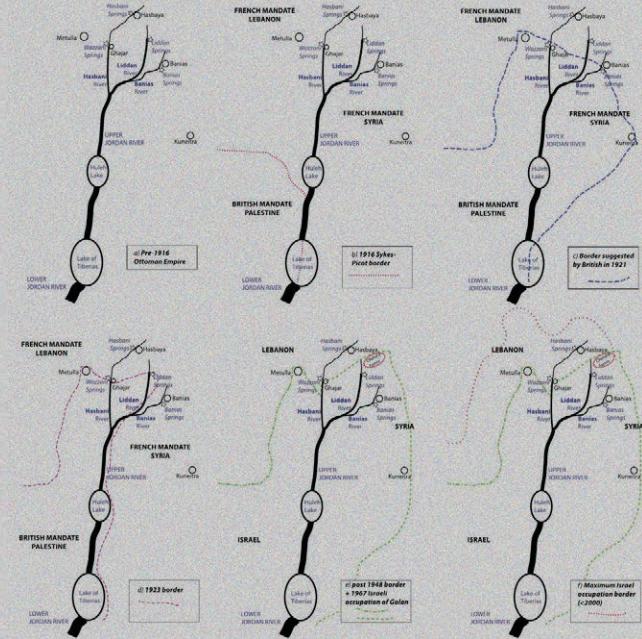 Hasbani
Springs
Hasbaya
Metulla
Wazzani
Springs
Ghajar
Liddan
Springs
Liddan
River
Hasbani
River
Banias
Banias
Springs
Banias
River
UPPER
JORDAN RIVER
Kuneitra
Huleh
Lake
Lake of
Tiberias
LOWER
JORDAN RIVER
a) Pre-1916
Ottoman Empire
FRENCH MANDATE
LEBANON
Hasbani
Springs
Hasbaya
Metulla
Wazzani
Springs
Ghajar
Liddan
Springs
Liddan
River
Hasbani
River
Banias
Banias
Springs
Banias
River
FRENCH MANDATE
SYRIA
UPPER
JORDAN RIVER
Kuneitra
Huleh
Lake
BRITISH MANDATE
PALESTINE
Lake of
Tiberias
LOWER
JORDAN RIVER
b) 1916 Sykes-
Picot border
FRENCH MANDATE
LEBANON
Hasbani
Springs
Hasbaya
Metulla
Wazzani
Springs
Ghajar
Liddan
Springs
Liddan
River
Hasbani
River
Banias
Banias
Springs
Banias
River
FRENCH MANDATE
SYRIA
UPPER
JORDAN RIVER
Kuneitra
Huleh
Lake
BRITISH MANDATE
PALESTINE
Lake of
Tiberias
LOWER
JORDAN RIVER
c) Border suggested
by British in 1921
FRENCH MANDATE
LEBANON
Hasbani
Springs
Hasbaya
Metulla
Wazzani
Springs
Ghajar
Liddan
Springs
Liddan
River
Hasbani
River
Banias
Banias
Springs
Banias
River
FRENCH MANDATE
SYRIA
UPPER
JORDAN RIVER
Kuneitra
Huleh
Lake
BRITISH MANDATE
PALESTINE
Lake of
Tiberias
LOWER
JORDAN RIVER
d) 1923 border
LEBANON
Hasbani
Springs
Hasbaya
Metulla
Wazzani
Springs
Ghajar
Liddan
Springs
Liddan
River
Hasbani
River
Banias
Banias
Springs
Banias
River
SYRIA
UPPER
JORDAN RIVER
Kuneitra
Huleh
Lake
ISRAEL
Lake of
Tiberias
LOWER
JORDAN RIVER
e) post 1948 border
+ 1967 Israeli
occupation of Golan
LEBANON
Hasbani
Springs
Hasbaya
Metulla
Wazzani
Springs
Ghajar
Liddan
Springs
Liddan
River
Hasbani
River
Banias
Banias
Springs
Banias
River
SYRIA
UPPER
JORDAN RIVER
Kuneitra
Huleh
Lake
ISRAEL
Lake of
Tiberias
LOWER
JORDAN RIVER
f) Maximum Israel
occupation border
(<2000)